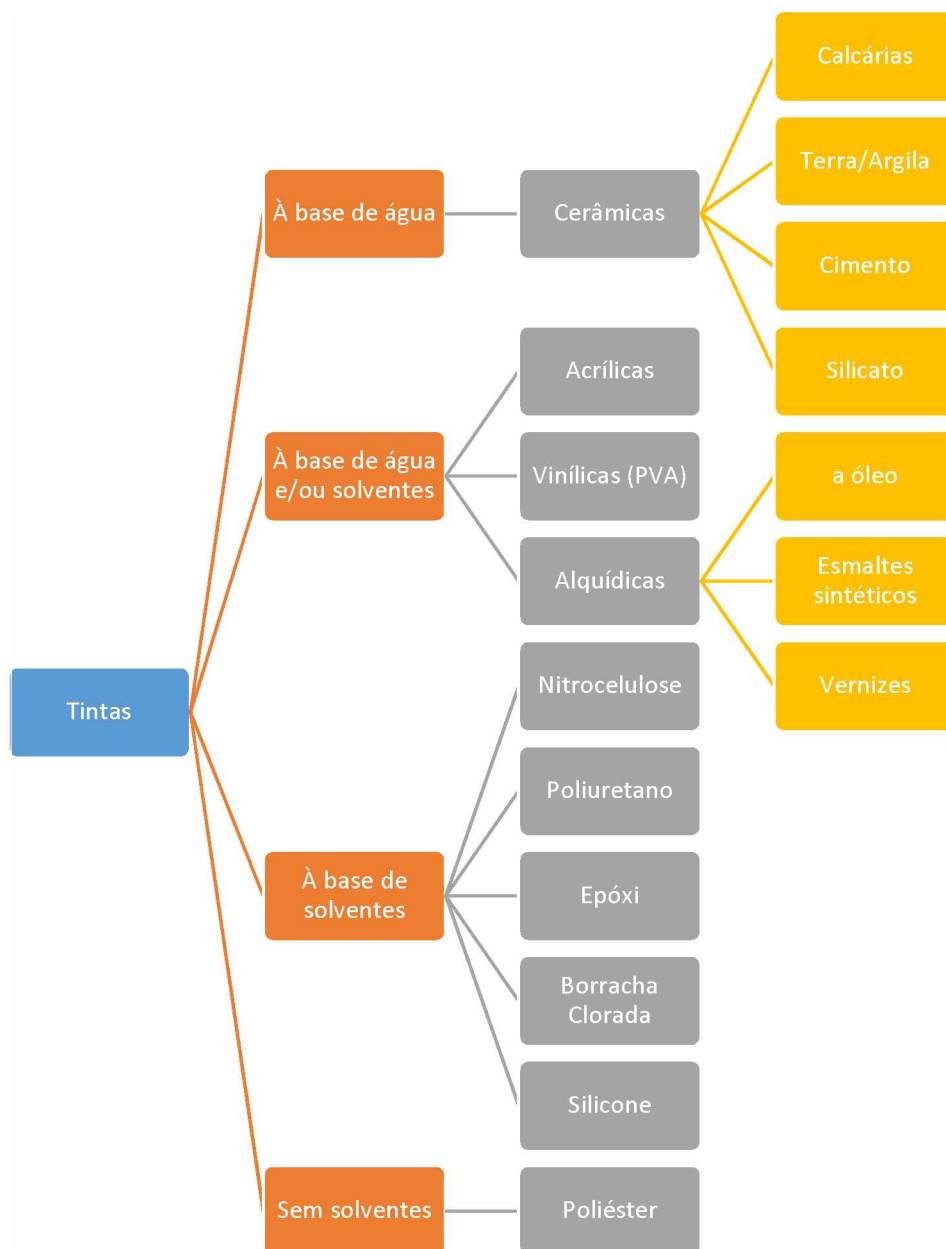 Calcárias
Terra/Argila
À base de água
Cerâmicas
Cimento
Silicato
Acrílicas
À base de água
e/ou solventes
Vinílicas (PVA)
a óleo
Alquídicas
Esmaltes
sintéticos
Vernizes
Tintas
Nitrocelulose
Poliuretano
À base de
solventes
Epóxi
Borracha
Clorada
Silicone
Sem solventes
Poliéster